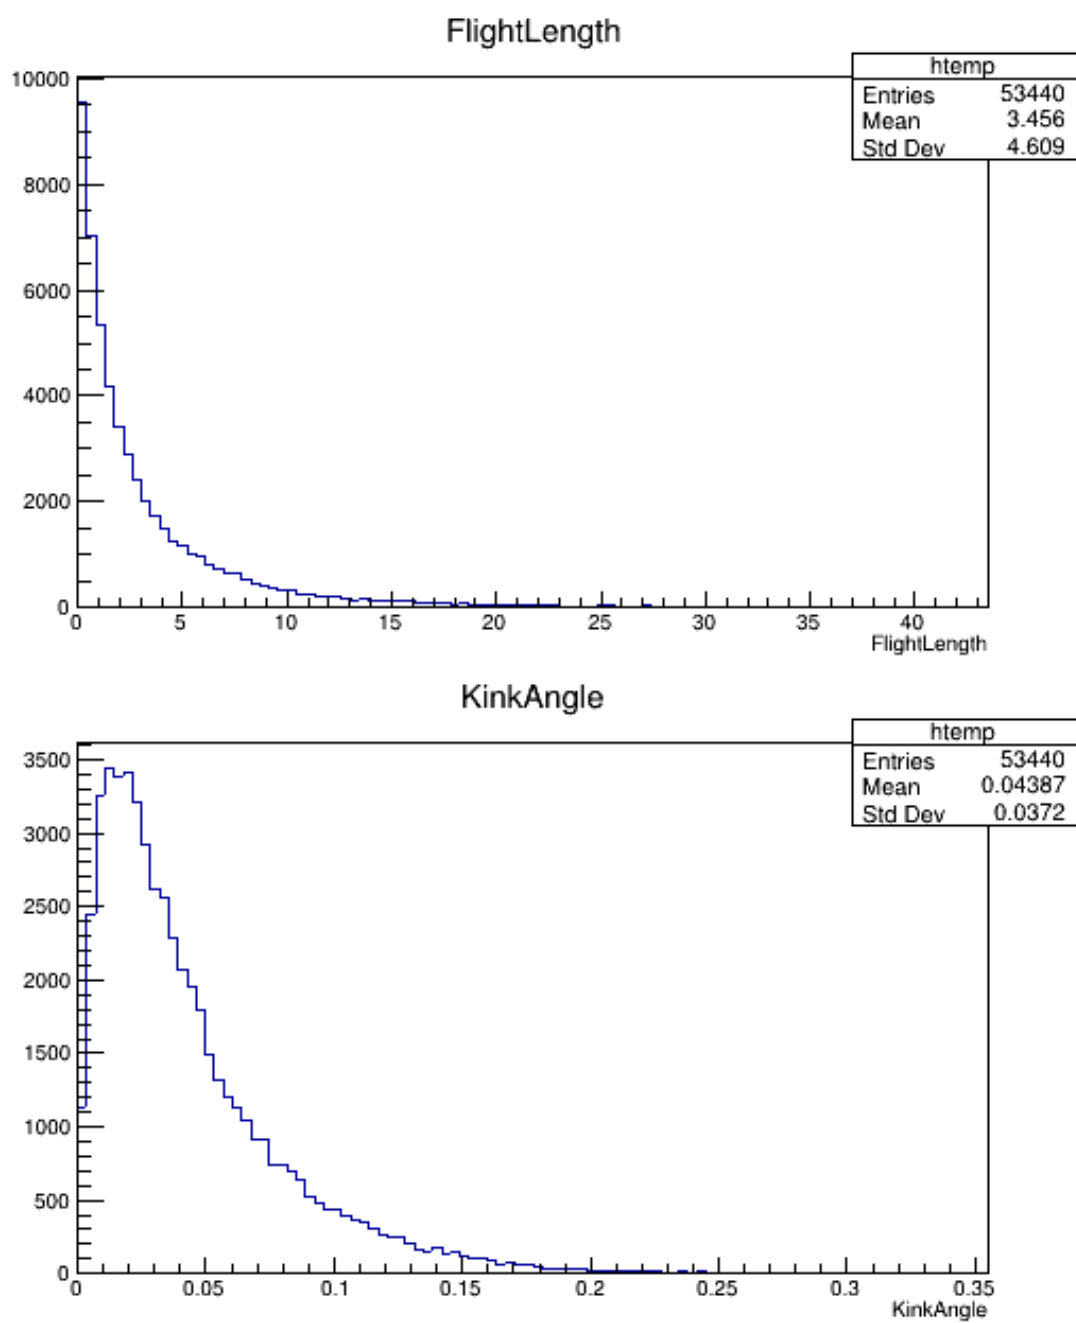 FlightLength
htemp
Entries 53440
Mean 3.456
Std Dev 4.609
10000
8000
6000
4000
2000
0
0 5 10 15 20 25 30 35 40
FlightLength
KinkAngle
htemp
Entries 53440
Mean 0.04387
Std Dev 0.0372
3500
3000
2500
2000
1500
1000
500
0
0 0.05 0.1 0.15 0.2 0.25 0.3 0.35
KinkAngle